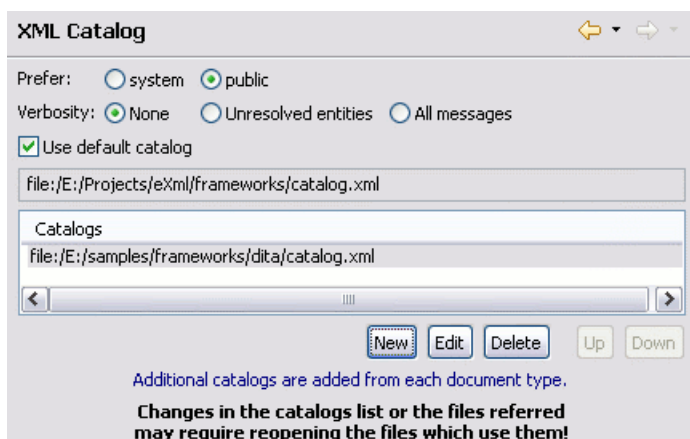 XML Catalog
Prefer: system public
Verbosity: None Unresolved entities All messages
Use default catalog
file:/E:/Projects/eXml/frameworks/catalog.xml
Catalogs
file:/E:/samples/frameworks/dita/catalog.xml
New Edit Delete Up Down
Additional catalogs are added from each document type.
Changes in the catalogs list or the files referred
may require reopening the files which use them!